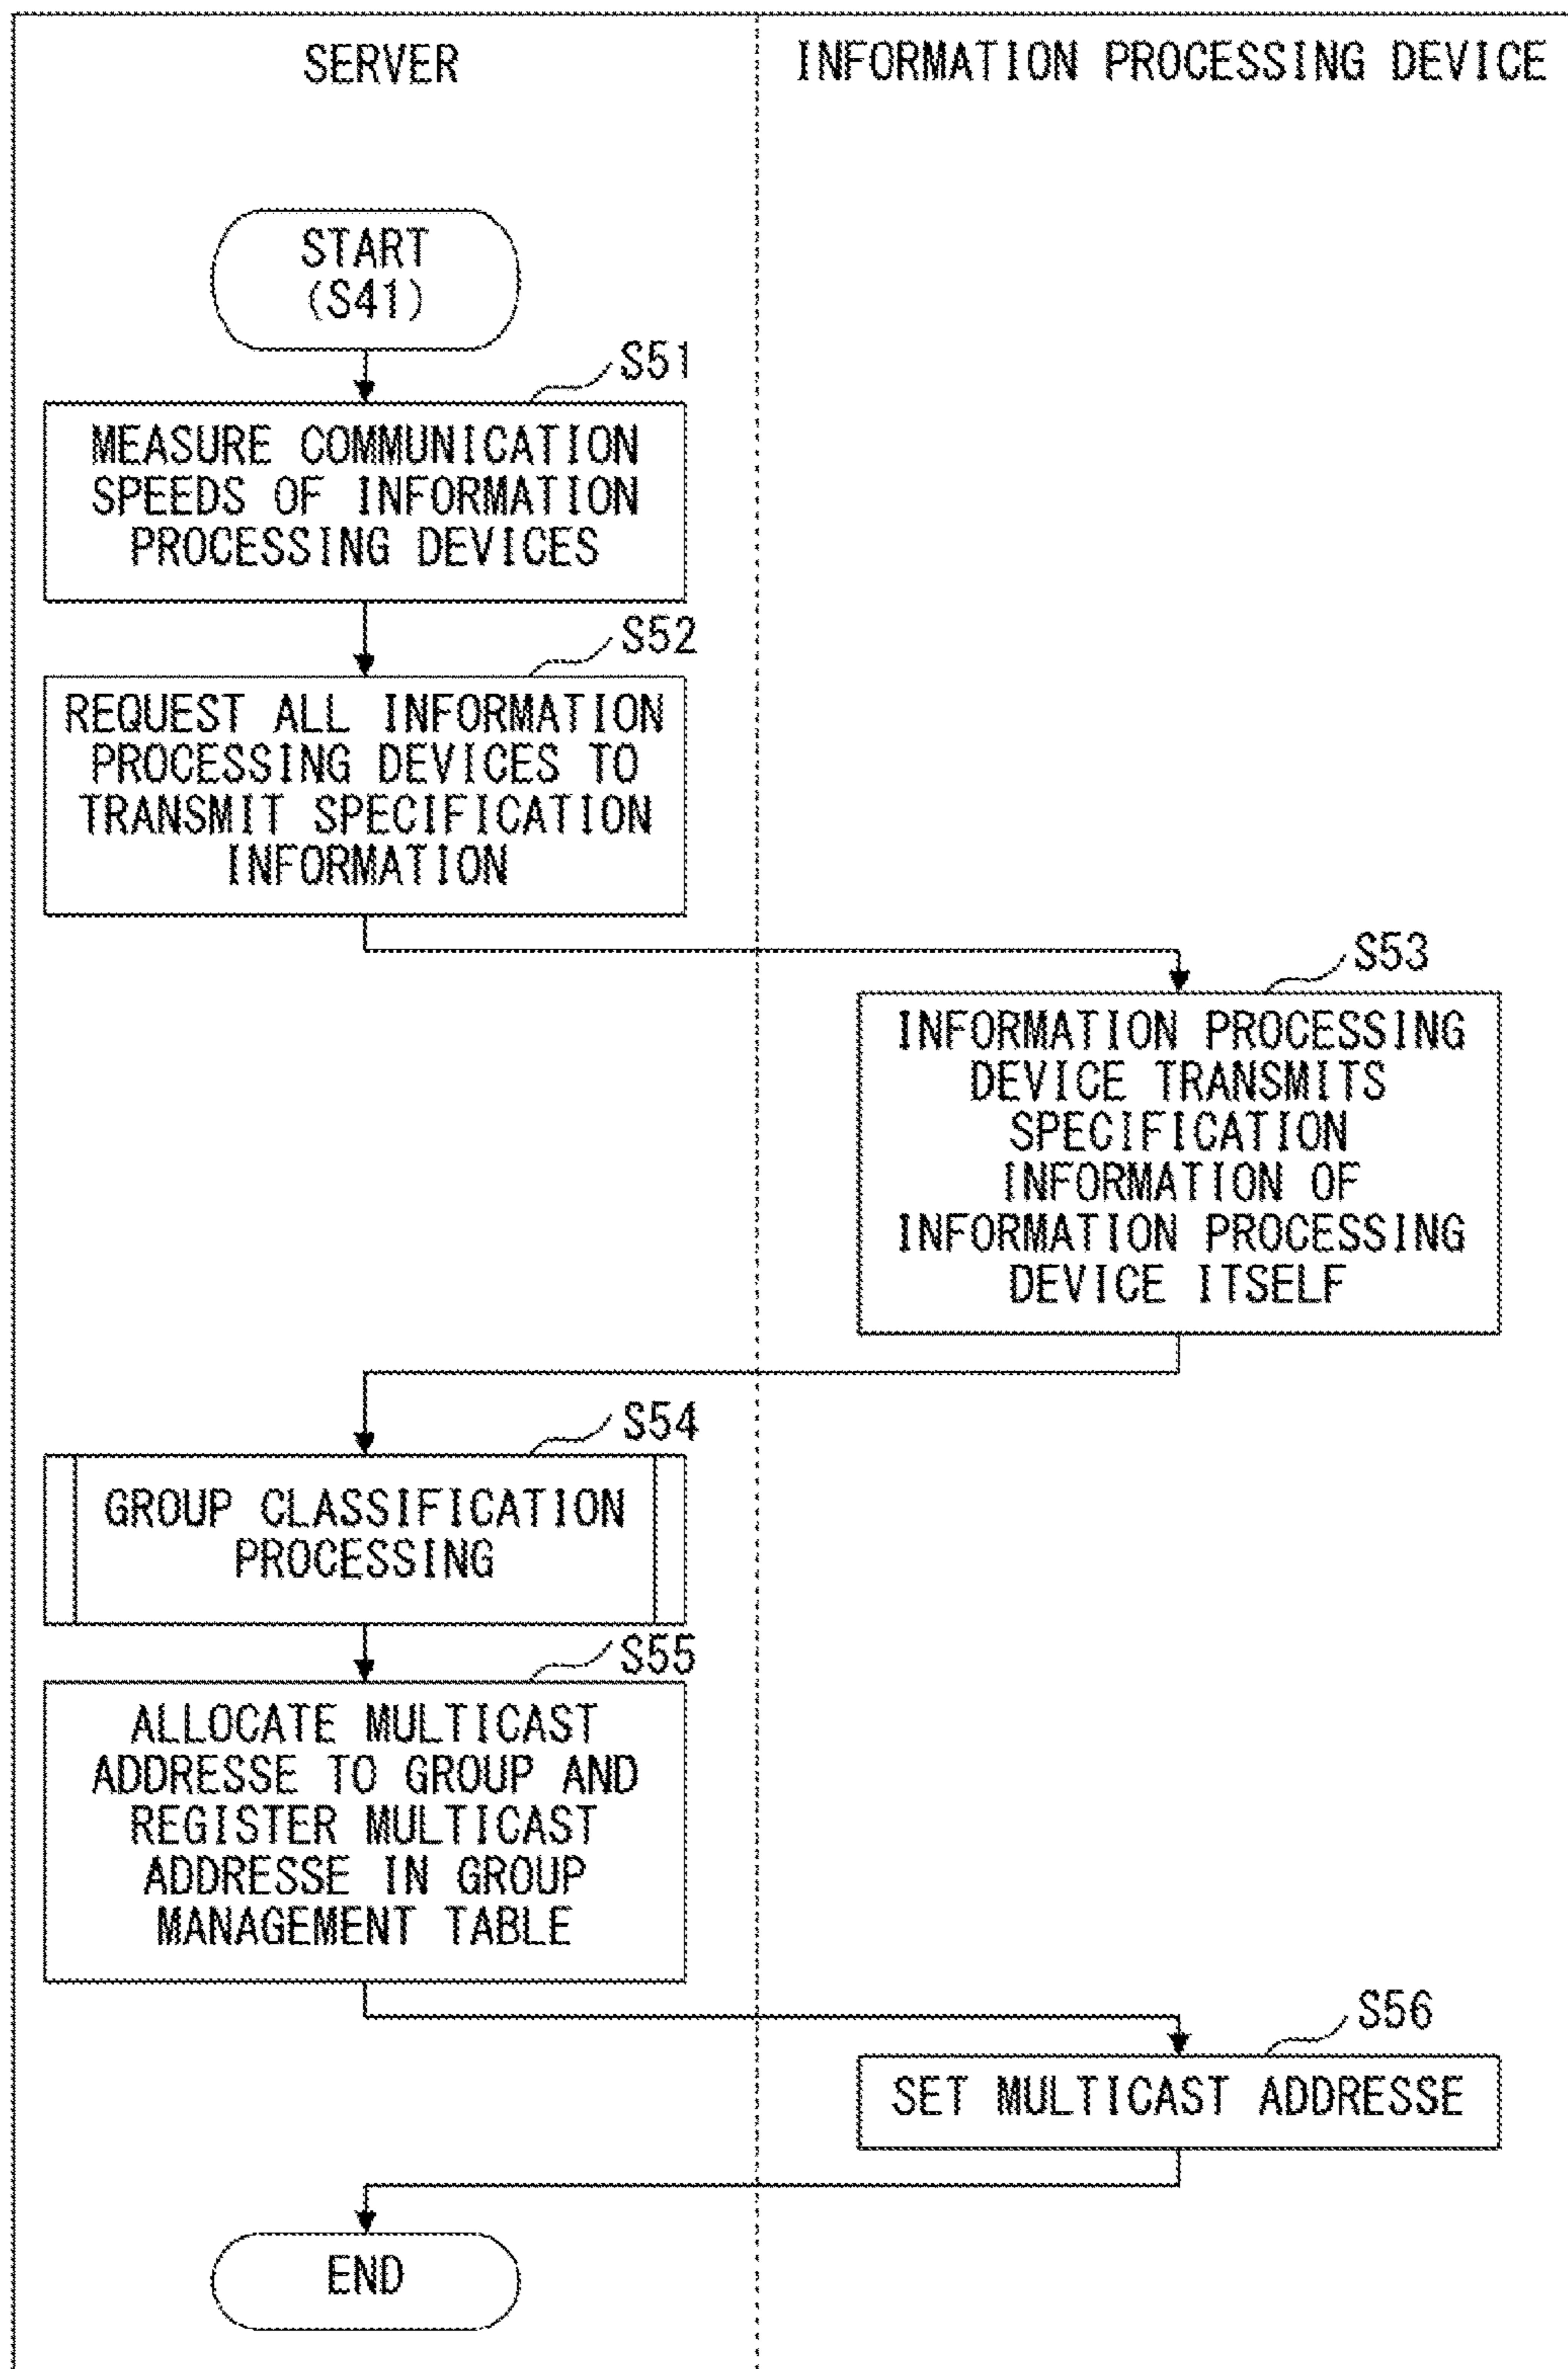 SERVER
INFORMATION PROCESSING DEVICE
START
(S41)
S51
MEASURE COMMUNICATION
SPEEDS OF INFORMATION
PROCESSING DEVICES
S52
REQUEST ALL INFORMATION
PROCESSING DEVICES TO
TRANSMIT SPECIFICATION
INFORMATION
S53
INFORMATION PROCESSING
DEVICE TRANSMITS
SPECIFICATION
INFORMATION OF
INFORMATION PROCESSING
DEVICE ITSELF
S54
GROUP CLASSIFICATION
PROCESSING
S55
ALLOCATE MULTICAST
ADDRESSE TO GROUP AND
REGISTER MULTICAST
ADDRESSE IN GROUP
MANAGEMENT TABLE
S56
SET MULTICAST ADDRESSE
END